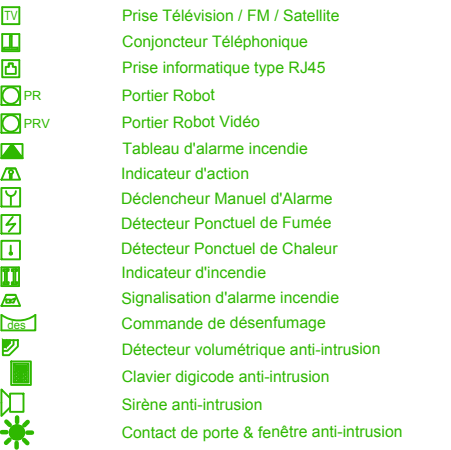 TV Prise Télévision / FM / Satellite
Conjoncteur Téléphonique
Prise informatique type RJ45
PR Portier Robot
PRV Portier Robot Vidéo
Tableau d'alarme incendie
Indicateur d'action
Déclencheur Manuel d'Alarme
Détecteur Ponctuel de Fumée
Détecteur Ponctuel de Chaleur
Indicateur d'incendie
Signalisation d'alarme incendie
des Commande de désenfumage
Détecteur volumétrique anti-intrusion
Clavier digicode anti-intrusion
Sirène anti-intrusion
Contact de porte & fenêtre anti-intrusion